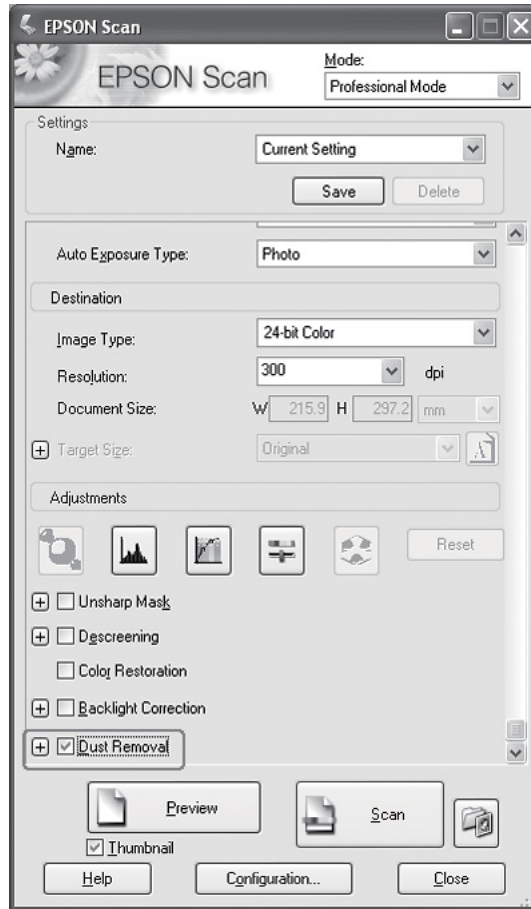 EPSON Scan
EPSON Scan
Mode:
Professional Mode
Settings
Name:
Current Setting
Save
Delete
Auto Exposure Type:
Photo
Destination
Image Type:
24-bit Color
Resolution:
300
dpi
Document Size:
W 215.9 H 297.2 mm
Target Size:
Original
Adjustments
Reset
Unsharp Mask
Descreening
Color Restoration
Backlight Correction
Dust Removal
Preview
Scan
Thumbnail
Help
Configuration...
Close